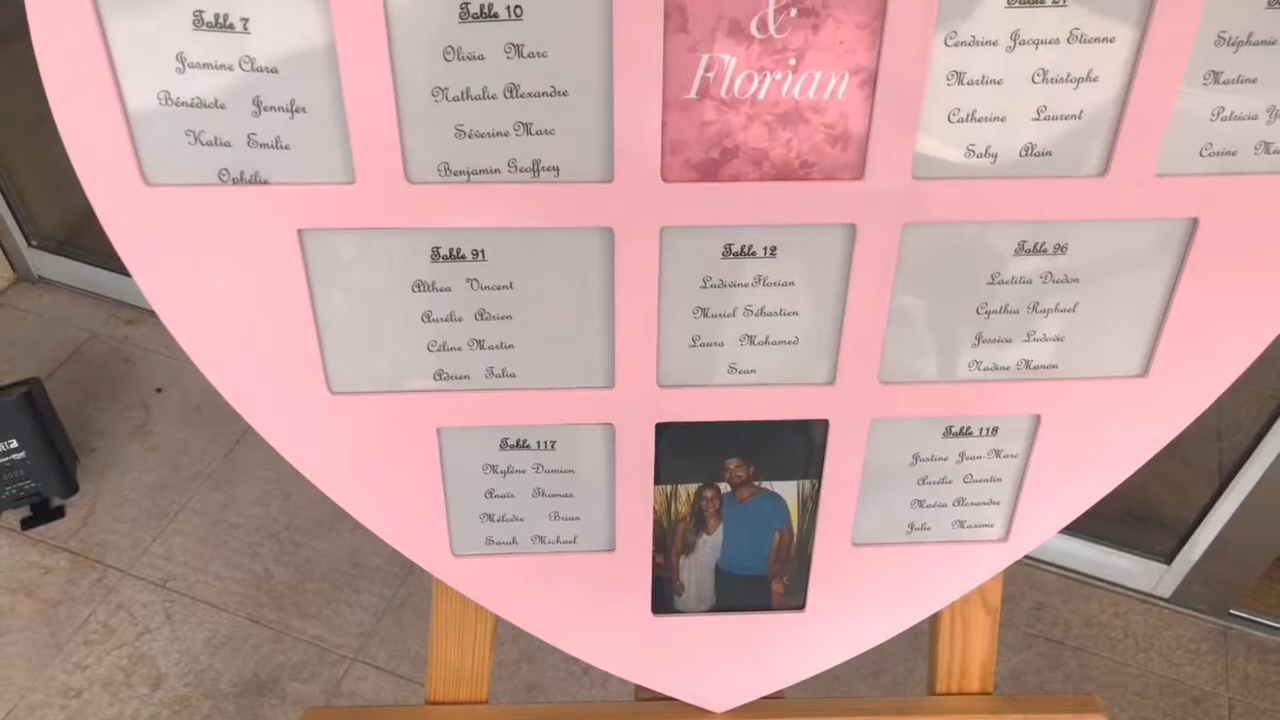 Table 7
Jasmine Clara
Bénédicte Jennifer
Katia Emilie
Ophélie
Table 10
Olivia Marc
Nathalie Alexandre
Séverine Marc
Benjamin Geoffrey
&
Florian
Table 21
Cendrine Jacques Etienne
Martine Christophe
Catherine Laurent
Saby Alain
Stéphanie
Martine
Patricia
Corine
Table 91
Althea Vincent
Aurélie Adrien
Céline Martin
Adrien Talia
Table 12
Ludivine Florian
Muriel Sébastien
Laura Mohamed
Sean
Table 96
Laetitia Diedon
Cynthia Raphael
Jessica Ludovic
Nadine Manon
Table 117
Mylène Damien
Anaïs Thomas
Mélodie Brian
Sarah Michael
Table 118
Justine Jean-Marc
Aurélie Quentin
Maéva Alexandre
Julie Maxime